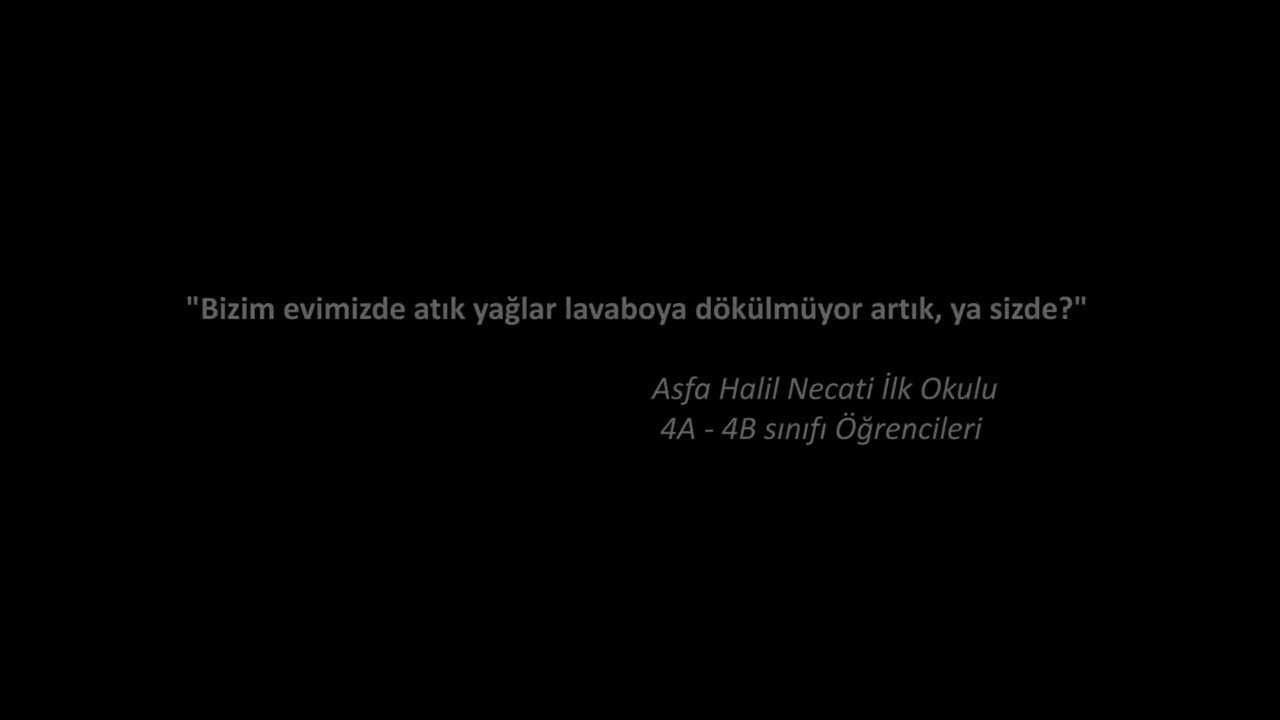 "Bizim evimizde atık yağlar lavaboya dökülmüyor artık, ya sizde?"
Asfa Halil Necati İlk Okulu
4A - 4B sınıfı Öğrencileri